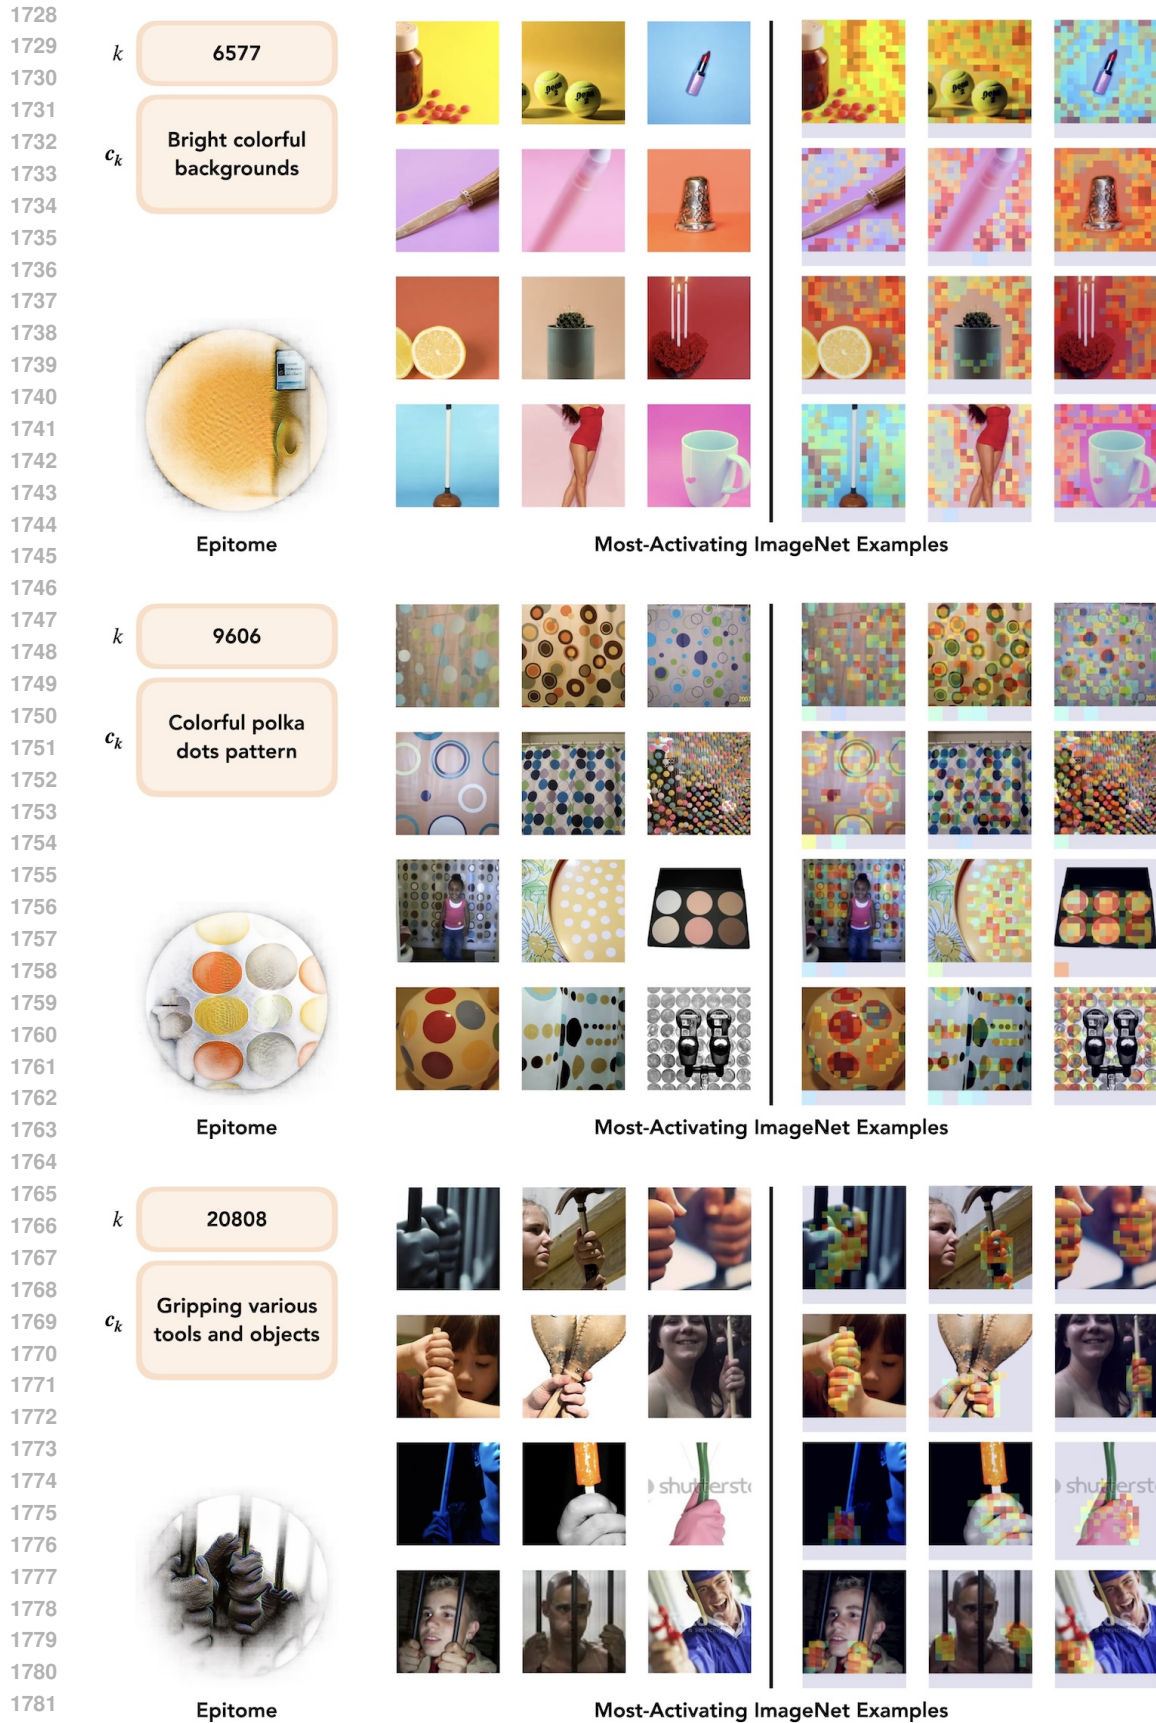 1728
1729
1730
1731
1732
1733
1734
1735
1736
1737
1738
1739
1740
1741
1742
1743
1744
1745
1746
1747
1748
1749
1750
1751
1752
1753
1754
1755
1756
1757
1758
1759
1760
1761
1762
1763
1764
1765
1766
1767
1768
1769
1770
1771
1772
1773
1774
1775
1776
1777
1778
1779
1780
1781
k
6577
c_k
Bright colorful
backgrounds
Epitome
Most-Activating ImageNet Examples
k
9606
c_k
Colorful polka
dots pattern
Epitome
Most-Activating ImageNet Examples
k
20808
c_k
Gripping various
tools and objects
shutterst
shutterst
Epitome
Most-Activating ImageNet Examples